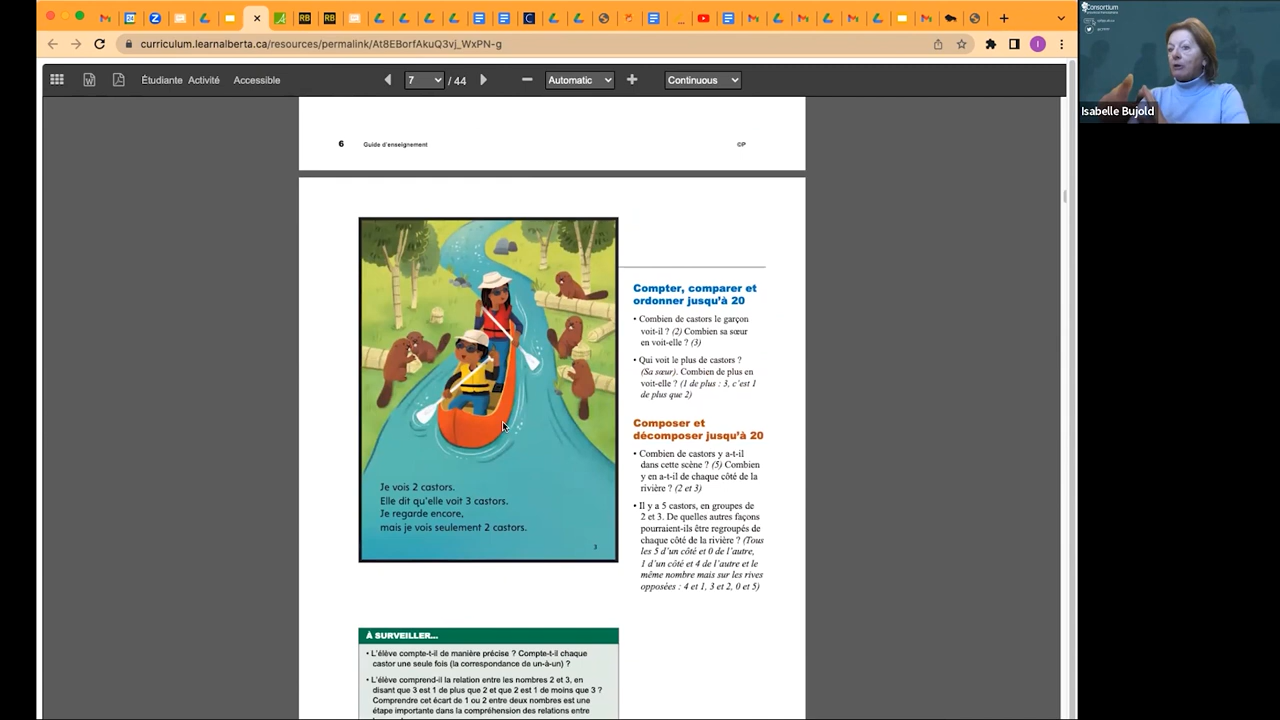 Consortium
curriculum.learnalberta.ca/resources/permalink/At8EBorfAkuQ3vj_WxPN-g
Étudiante Activité Accessible
7 / 44
Automatic
Continuous
Isabelle Bujold
6 Guide d'enseignement CP
Compter, comparer et
ordonner jusqu'à 20
• Combien de castors le garçon
voit-il ? (2) Combien sa sœur
en voit-elle ? (3)
• Qui voit le plus de castors ?
(Sa sœur). Combien de plus en
voit-elle ? (1 de plus : 3, c'est 1
de plus que 2)
Composer et
décomposer jusqu'à 20
• Combien de castors y a-t-il
dans cette scène ? (5) Combien
y en a-t-il de chaque côté de la
rivière ? (2 et 3)
• Il y a 5 castors, en groupes de
2 et 3. De quelles autres façons
pourraient-ils être regroupés de
chaque côté de la rivière ? (Tous
les 5 d'un côté et 0 de l'autre,
1 d'un côté et 4 de l'autre et le
même nombre mais sur les rives
opposées : 4 et 1, 3 et 2, 0 et 5)
Je vois 2 castors.
Elle dit qu'elle voit 3 castors.
Je regarde encore,
mais je vois seulement 2 castors.
3
À SURVEILLER...
• L'élève compte-t-il de manière précise ? Compte-t-il chaque
castor une seule fois (la correspondance de un-à-un) ?
• L'élève comprend-il la relation entre les nombres 2 et 3, en
disant que 3 est 1 de plus que 2 et que 2 est 1 de moins que 3 ?
Comprendre cet écart de 1 ou 2 entre deux nombres est une
étape importante dans la compréhension des relations entre